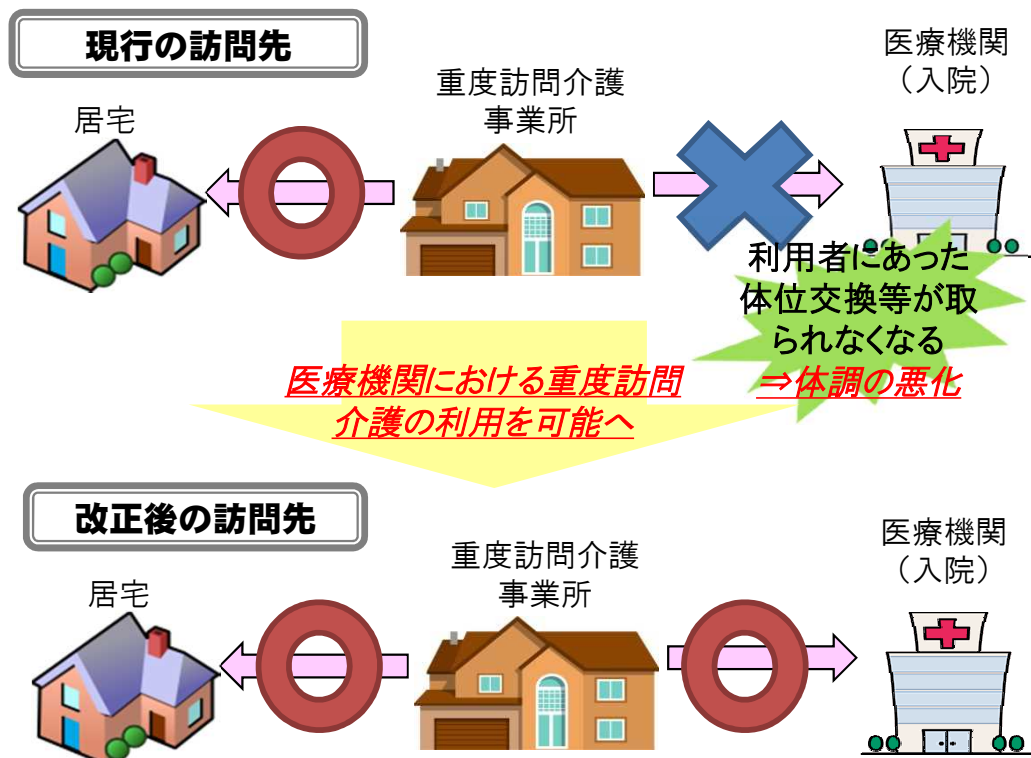 現行の訪問先
医療機関
（入院）
重度訪問介護
事業所
居宅
利用者にあった
体位交換等が取
られなくなる
⇒体調の悪化
医療機関における重度訪問
介護の利用を可能へ
改正後の訪問先
医療機関
（入院）
重度訪問介護
事業所
居宅